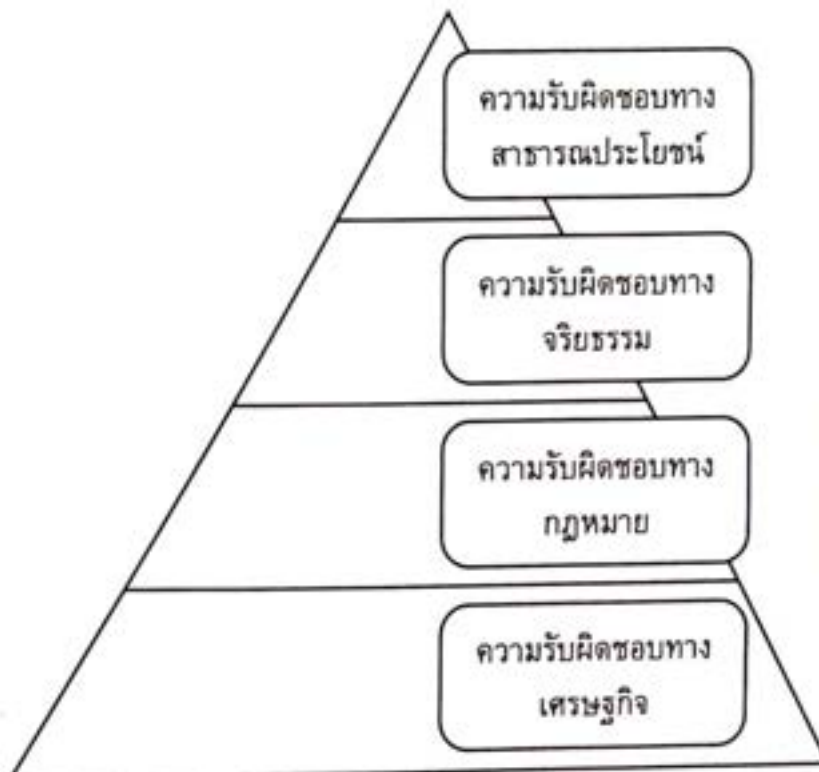 ความรับผิดชอบทาง
สาธารณประโยชน์
ความรับผิดชอบทาง
จริยธรรม
ความรับผิดชอบทาง
กฎหมาย
ความรับผิดชอบทาง
เศรษฐกิจ